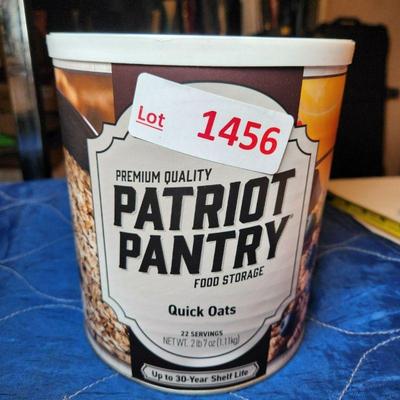 Lot 1456
PREMIUM QUALITY
PATRIOT
PANTRY
FOOD STORAGE
Quick Oats
22 SERVINGS
NET WT. 2 lb 7 oz (1.11kg)
Up to 30-Year Shelf Life